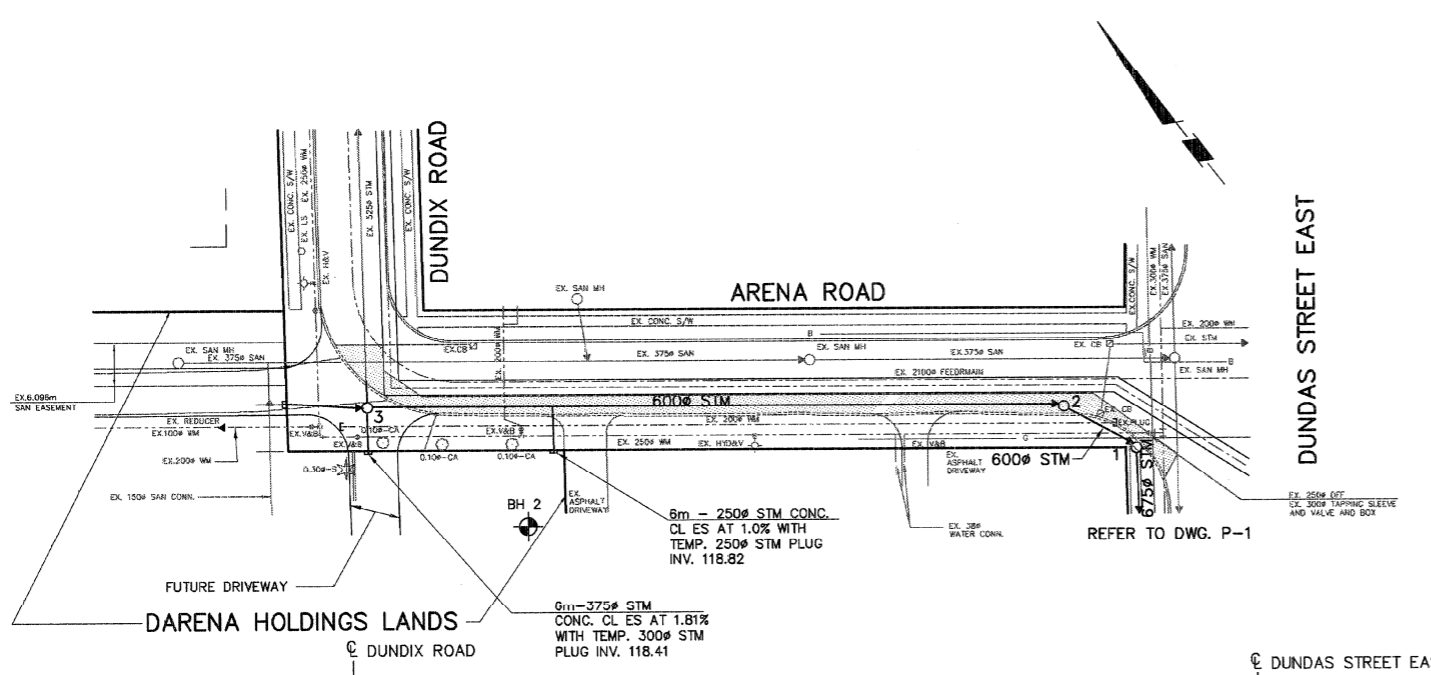 DUNDIX ROAD
EX. CONC. S/W
EX. LS
EX. 250ø WM
EX. H&V
EX. 525ø STM
EX. CONC. S/W
DUNDAS STREET EAST
EX.CONC. S/W
EX.300ø WM
EX.375ø SAN
EX. SAN MH
ARENA ROAD
EX. CONC. S/W
B
EX. 200ø WM
EX. STM
EX. SAN MH
EX. 375ø SAN
EX.CB
EX. 200ø WM
EX. 375ø SAN
EX. SAN MH
EX.375ø SAN
EX. CB
B
B
EX. SAN MH
EX. 2100ø FEEDRMAIN
EX.6.096m
SAN EASEMENT
600ø STM
2
3
EX. CB
EX. REDUCER
EX.100ø WM
EX.V&B
0.10ø-CA
EX.V&B
EX. 200ø WM
EX.PLUG
EX.V&B
EX. 250ø WM
EX. HYD&V
G
EX. V&B
1
EX.200ø WM
0.10ø-CA
0.10ø-CA
EX.
ASPHALT
DRIVEWAY
600ø STM
675ø STM
EX. 150ø SAN CONN.
BH 2
EX.
ASPHALT
DRIVEWAY
EX. 250ø OFF
EX. 300ø TAPPING SLEEVE
AND VALVE AND BOX
6m - 250ø STM CONC.
CL ES AT 1.0% WITH
TEMP. 250ø STM PLUG
INV. 118.82
EX. 38ø
WATER CONN.
REFER TO DWG. P-1
FUTURE DRIVEWAY
DARENA HOLDINGS LANDS
6m-375ø STM
CONC. CL ES AT 1.81%
WITH TEMP. 300ø STM
PLUG INV. 118.41
℄ DUNDIX ROAD
℄ DUNDAS STREET EA